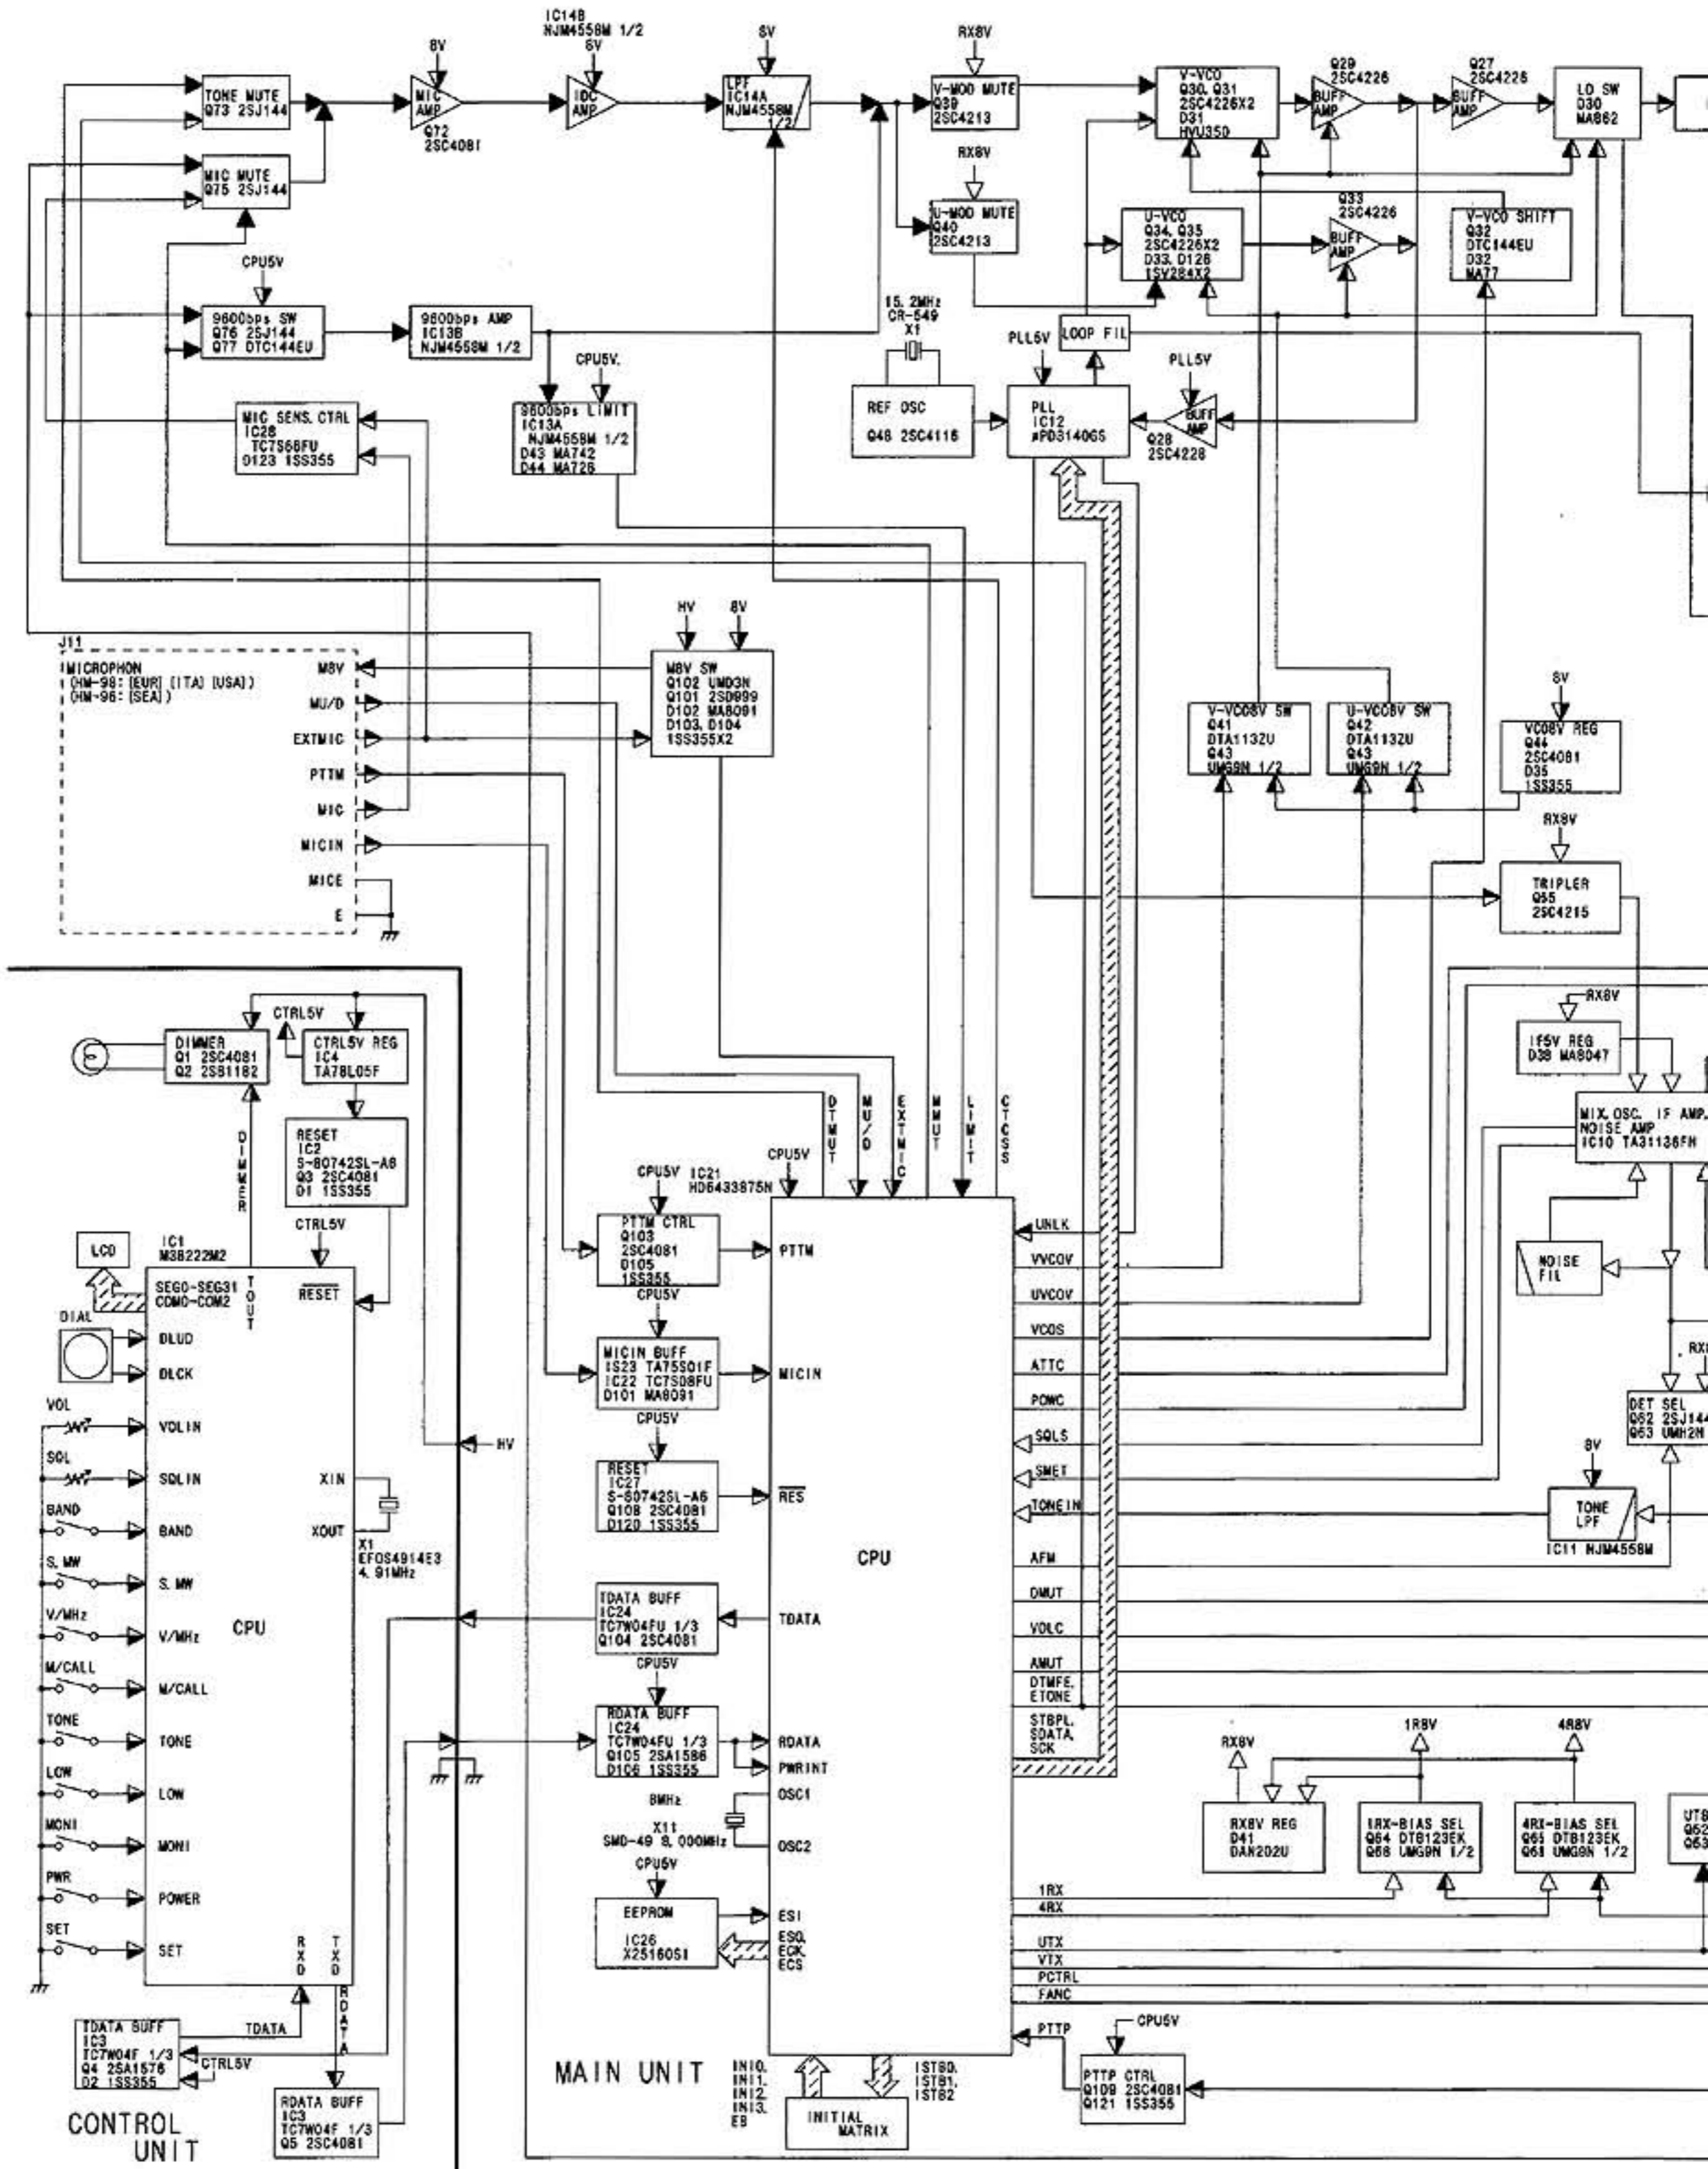 IC14B
NJM4558M 1/2
8V
8V
8V
RX8V
TONE MUTE
Q73 2SJ144
MIC
AMP
Q72
2SC4081
IDC
AMP
LPF
IC14A
NJM4558M
1/2
V-MOD MUTE
Q39
2SC4213
V-VCO
Q30, Q31
2SC4226X2
D31
HVU350
Q29
2SC4226
BUFF
AMP
Q27
2SC4226
BUFF
AMP
LO SW
D30
MA862
MIC MUTE
Q75 2SJ144
RX8V
U-MOD MUTE
Q40
2SC4213
U-VCO
Q34, Q35
2SC4226X2
D33, D126
1SV284X2
Q33
2SC4226
BUFF
AMP
V-VCO SHIFT
Q32
DTC144EU
D32
MA77
CPU5V
9600bps SW
Q76 2SJ144
Q77 DTC144EU
9600bps AMP
IC13B
NJM4558M 1/2
CPU5V.
15.2MHz
CR-549
X1
PLL5V
LOOP FIL
PLL5V
MIC SENS. CTRL
IC28
TC7S66FU
D123 1SS355
9600bps LIMIT
IC13A
NJM4558M 1/2
D43 MA742
D44 MA728
REF OSC
Q48 2SC4116
PLL
IC12
μPD3140GS
BUFF
AMP
Q28
2SC4228
J11
MICROPHON
(HM-98: [EUR] [ITA] [USA])
(HM-96: [SEA])
M8V
MU/D
EXTMIC
PTTM
MIC
MICIN
MICE
E
HV
8V
M8V SW
Q102 UMD3N
Q101 2SD999
D102 MA8091
D103, D104
1SS355X2
V-VCO8V SW
Q41
DTA113ZU
Q43
UMG9N 1/2
U-VCO8V SW
Q42
DTA113ZU
Q43
UMG9N 1/2
8V
VCO8V REG
Q44
2SC4081
D35
1SS355
RX8V
TRIPLER
Q55
2SC4215
CTRL5V
DIMMER
Q1 2SC4081
Q2 2SB1182
CTRL5V REG
IC4
TA78L05F
RESET
IC2
S-80742SL-A6
Q3 2SC4081
D1 1SS355
CTRL5V
DIMMER
RX8V
IF5V REG
D38 MA8047
MIX, OSC, IF AMP,
NOISE AMP
IC10 TA31136FN
NOISE
FIL
DET SEL
Q62 2SJ144
Q63 UMH2N
8V
TONE
LPF
IC11 NJM4558M
LCD
IC1
M38222M2
SEG0-SEG31
COM0-COM2
TOUT
RESET
DIAL
DLUD
DLCK
VOL
VOLIN
SQL
SQLIN
BAND
BAND
S.MW
S.MW
V/MHz
V/MHz
M/CALL
M/CALL
TONE
TONE
LOW
LOW
MONI
MONI
PWR
POWER
SET
SET
XIN
XOUT
X1
EFOS4914E3
4.91MHz
CPU
RXD
TXD
RDATA
TDATA
HV
TDATA BUFF
IC3
TC7W04F 1/3
Q4 2SA1576
D2 1SS355
CTRL5V
RDATA BUFF
IC3
TC7W04F 1/3
Q5 2SC4081
CONTROL
UNIT
DTMUT
MU/D
EXTMIC
MMUT
LIMIT
CTCSS
CPU5V
IC21
HD6433875N
CPU5V
PTTM CTRL
Q103
2SC4081
D105
1SS355
PTTM
CPU5V
MICIN BUFF
IS23 TA75S01F
IC22 TC7S08FU
D101 MA8091
MICIN
CPU5V
RESET
IC27
S-80742SL-A6
Q108 2SC4081
D120 1SS355
RES
CPU
TDATA BUFF
IC24
TC7W04FU 1/3
Q104 2SC4081
TDATA
CPU5V
RDATA BUFF
IC24
TC7W04FU 1/3
Q105 2SA1586
D106 1SS355
RDATA
PWRINT
8MHz
X11
SMD-49 8.000MHz
OSC1
OSC2
CPU5V
EEPROM
IC26
X25160SI
ESI
ESO,
ECK,
ECS
UNLK
VVCOV
UVCOV
VCOS
ATTC
POWC
SQLS
SMET
TONEIN
AFM
DMUT
VOLC
AMUT
DTMFE,
ETONE
STBPL,
SDATA,
SCK
1RX
4RX
UTX
VTX
PCTRL
FANC
PTTP
RX8V
RX8V REG
D41
DAN202U
1R8V
1RX-BIAS SEL
Q64 DTB123EK
Q68 UMG9N 1/2
4R8V
4RX-BIAS SEL
Q65 DTB123EK
Q68 UMG9N 1/2
CPU5V
PTTP CTRL
Q109 2SC4081
Q121 1SS355
MAIN UNIT
INI0,
INI1,
INI2,
INI3,
EB
INITIAL
MATRIX
ISTB0,
ISTB1,
ISTB2